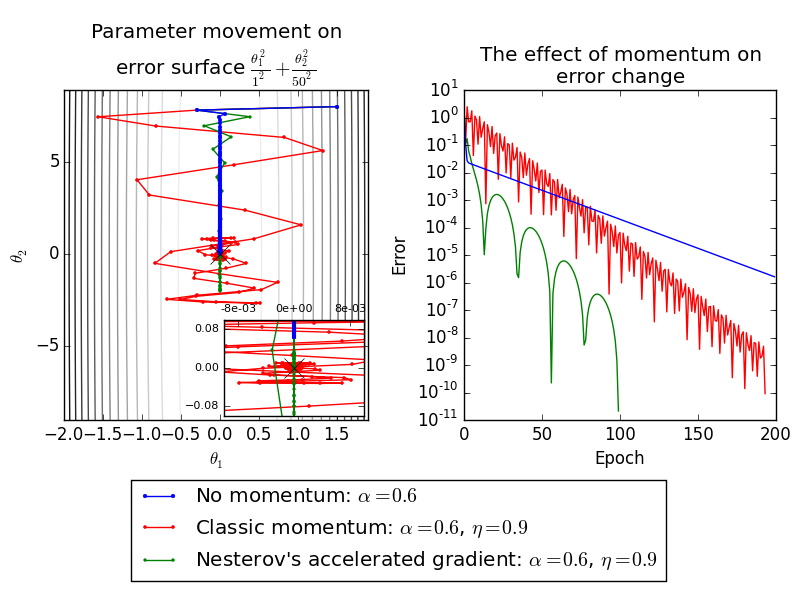 Parameter movement on
error surface θ₁²/1² + θ₂²/50²
The effect of momentum on
error change
θ₂
5
0
−5
−2.0 −1.5 −1.0 −0.5 0.0 0.5 1.0 1.5
θ₁
-8e-03 0e+00 8e-03
0.08
0.00
−0.08
Error
10¹
10⁰
10⁻¹
10⁻²
10⁻³
10⁻⁴
10⁻⁵
10⁻⁶
10⁻⁷
10⁻⁸
10⁻⁹
10⁻¹⁰
10⁻¹¹
0 50 100 150 200
Epoch
No momentum: α = 0.6
Classic momentum: α = 0.6, η = 0.9
Nesterov's accelerated gradient: α = 0.6, η = 0.9